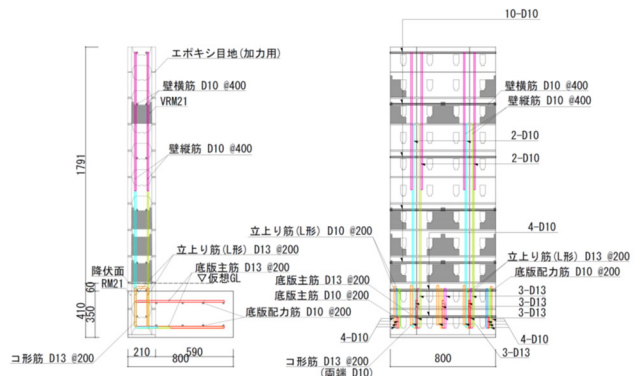 10-D10
エポキシ目地(加力用)
壁横筋 D10 @400
VRM21
壁横筋 D10 @400
壁縦筋 D10 @400
1791
2-D10
壁縦筋 D10 @400
2-D10
4-D10
立上り筋(L形) D10 @200
立上り筋(L形) D13 @200
立上り筋(L形) D13 @200
降伏面
底版主筋 D13 @200
底版配力筋 D10 @200
RM21
▽仮想GL
底版主筋 D13 @200
3-D13
60
410
350
底版主筋 D10 @200
3-D13
底版配力筋 D10 @200
3-D13
4-D10
4-D10
210
590
コ形筋 D13 @200
800
コ形筋 D13 @200
(両端 D10)
800
3-D13